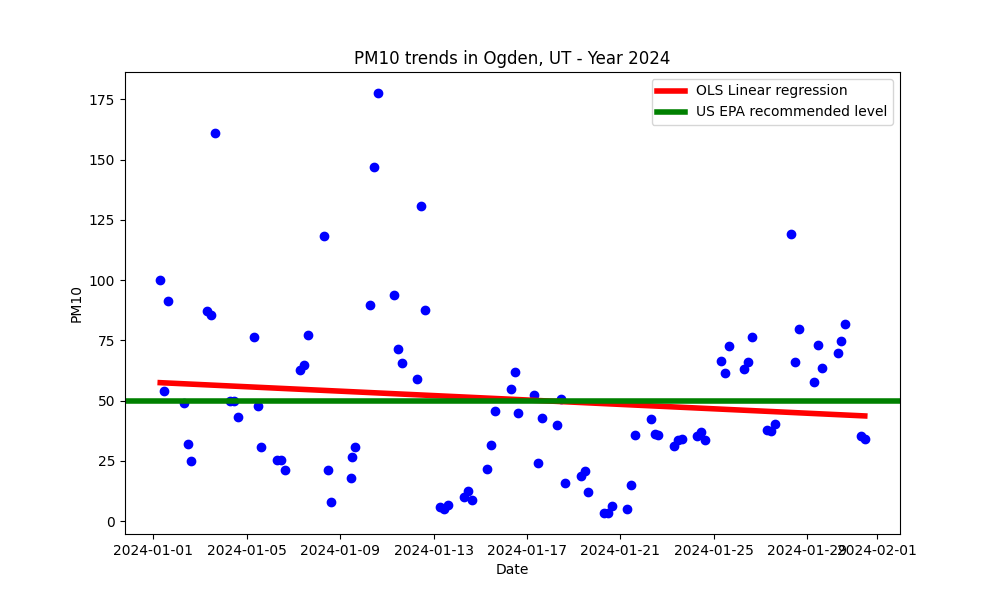 PM10 trends in Ogden, UT - Year 2024
OLS Linear regression
US EPA recommended level
PM10
175
150
125
100
75
50
25
0
2024-01-01 2024-01-05 2024-01-09 2024-01-13 2024-01-17 2024-01-21 2024-01-25 2024-01-29 2024-02-01
Date